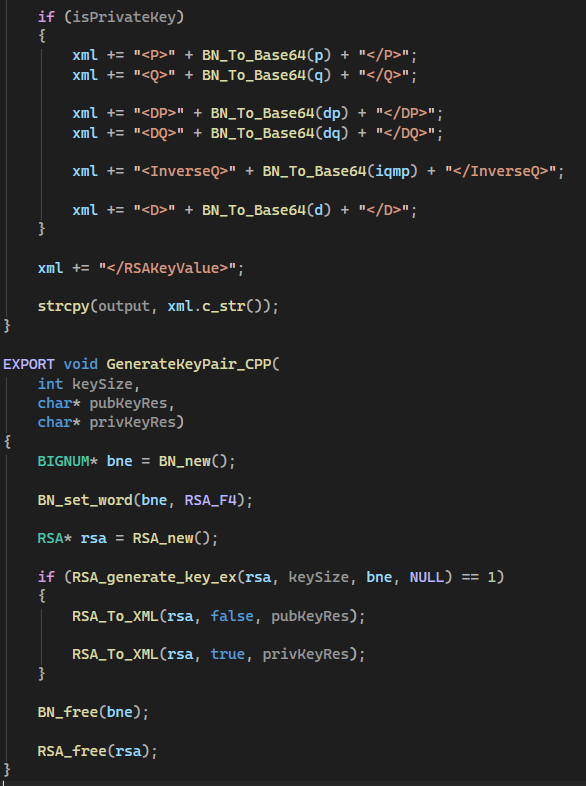 if (isPrivateKey)
{
xml += "<P>" + BN_To_Base64(p) + "</P>";
xml += "<Q>" + BN_To_Base64(q) + "</Q>";
xml += "<DP>" + BN_To_Base64(dp) + "</DP>";
xml += "<DQ>" + BN_To_Base64(dq) + "</DQ>";
xml += "<InverseQ>" + BN_To_Base64(iqmp) + "</InverseQ>";
xml += "<D>" + BN_To_Base64(d) + "</D>";
}
xml += "</RSAKeyValue>";
strcpy(output, xml.c_str());
}
EXPORT void GenerateKeyPair_CPP(
int keySize,
char* pubKeyRes,
char* privKeyRes)
{
BIGNUM* bne = BN_new();
BN_set_word(bne, RSA_F4);
RSA* rsa = RSA_new();
if (RSA_generate_key_ex(rsa, keySize, bne, NULL) == 1)
{
RSA_To_XML(rsa, false, pubKeyRes);
RSA_To_XML(rsa, true, privKeyRes);
}
BN_free(bne);
RSA_free(rsa);
}